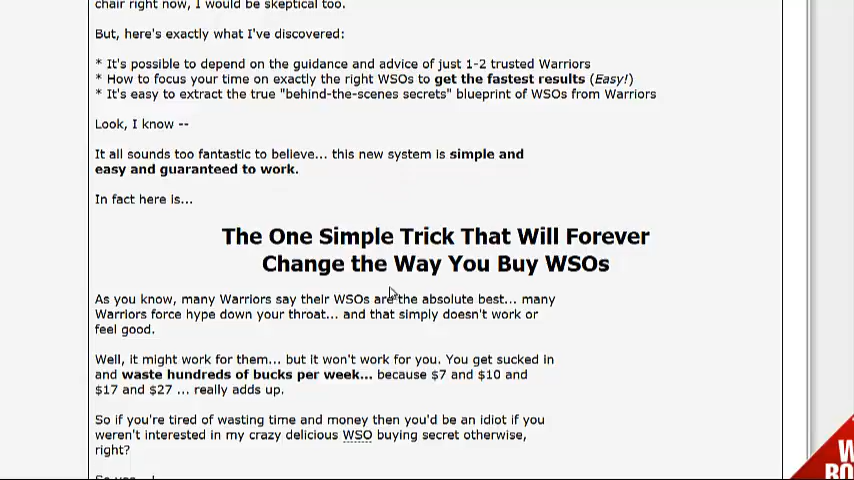 chair right now, I would be skeptical too.
But, here's exactly what I've discovered:
* It's possible to depend on the guidance and advice of just 1-2 trusted Warriors
* How to focus your time on exactly the right WSOs to get the fastest results (Easy!)
* It's easy to extract the true "behind-the-scenes secrets" blueprint of WSOs from Warriors
Look, I know --
It all sounds too fantastic to believe... this new system is simple and
easy and guaranteed to work.
In fact here is...
The One Simple Trick That Will Forever
Change the Way You Buy WSOs
As you know, many Warriors say their WSOs are the absolute best... many
Warriors force hype down your throat... and that simply doesn't work or
feel good.
Well, it might work for them... but it won't work for you. You get sucked in
and waste hundreds of bucks per week... because $7 and $10 and
$17 and $27 ... really adds up.
So if you're tired of wasting time and money then you'd be an idiot if you
weren't interested in my crazy delicious WSO buying secret otherwise,
right?